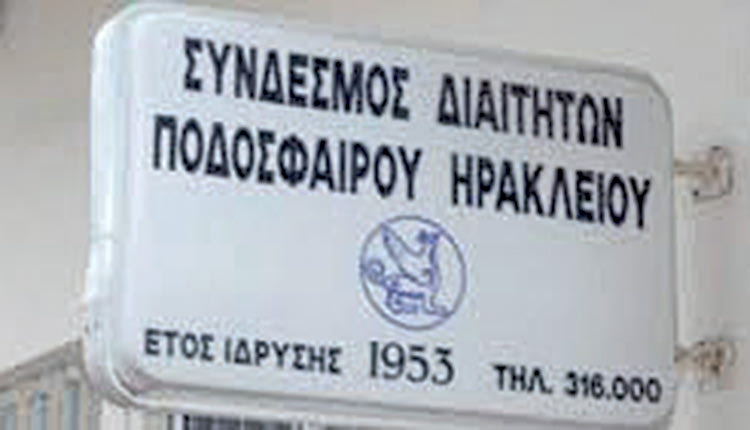 ΣΥΝΔΕΣΜΟΣ ΔΙΑΙΤΗΤΩΝ
ΠΟΔΟΣΦΑΙΡΟΥ ΗΡΑΚΛΕΙΟΥ
ΕΤΟΣ ΙΔΡΥΣΗΣ 1953 ΤΗΛ. 316.000